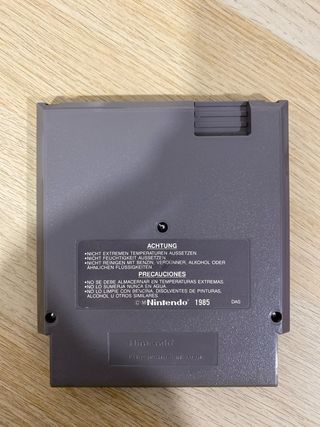 ACHTUNG
•NICHT EXTREMEN TEMPERATUREN AUSSETZEN.
•NICHT FEUCHTIGKEIT AUSSETZEN.
•NICHT REINIGEN MIT BENZIN, VERDÜNNER, ALKOHOL ODER
ÄHNLICHEN FLÜSSIGKEITEN.
PRECAUCIONES
•NO SE DEBE ALMACERNAR EN TEMPERATURAS EXTREMAS.
•NO LO SUMERJA NUNCA EN AGUA.
•NO LO LIMPIE CON BENCINA, DISOLVENTES DE PINTURAS,
ALCOHOL U OTROS SIMILARES.
Nintendo 1985 DAS
Nintendo